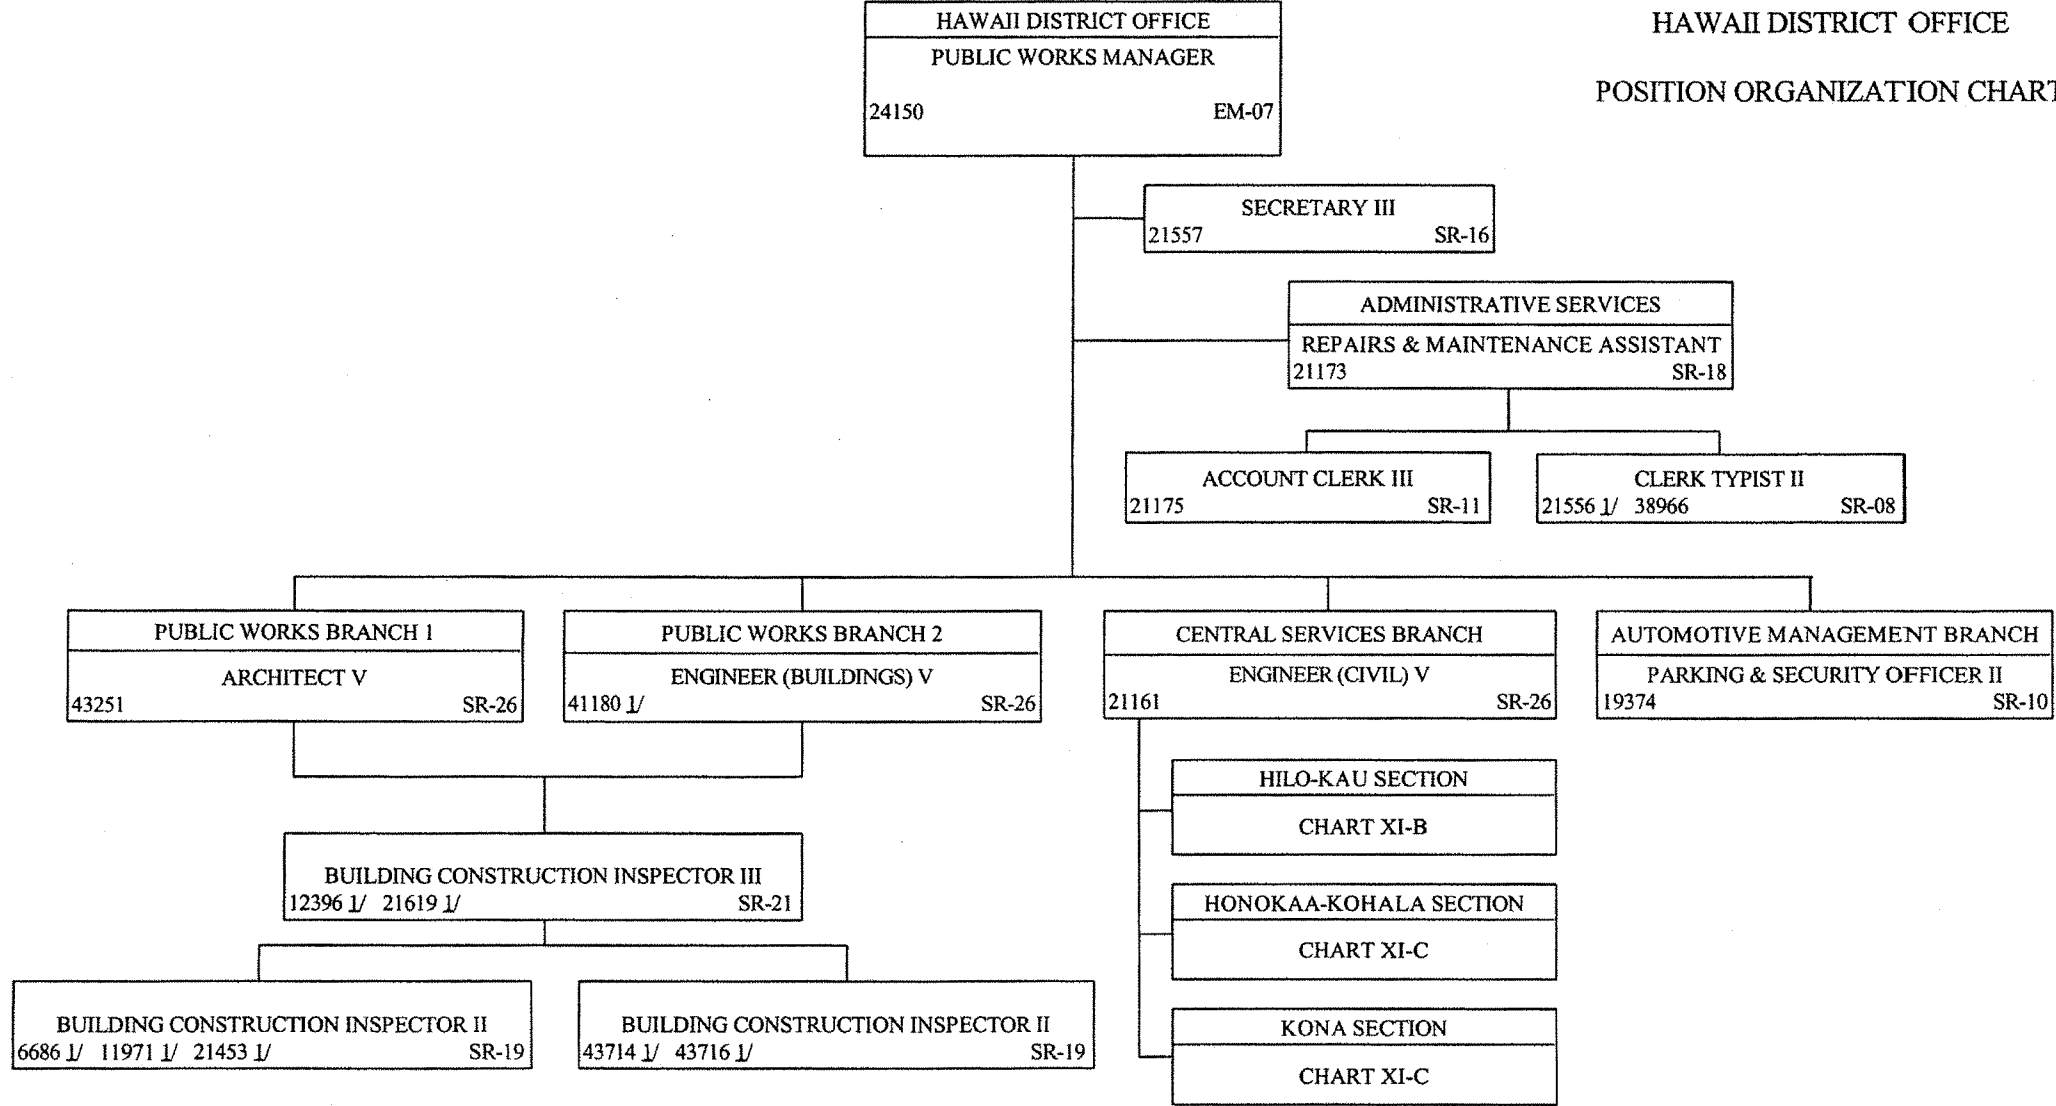 HAWAII DISTRICT OFFICE
POSITION ORGANIZATION CHART
HAWAII DISTRICT OFFICE
PUBLIC WORKS MANAGER
24150 EM-07
SECRETARY III
21557 SR-16
ADMINISTRATIVE SERVICES
REPAIRS & MAINTENANCE ASSISTANT
21173 SR-18
ACCOUNT CLERK III
21175 SR-11
CLERK TYPIST II
21556 1/ 38966 SR-08
PUBLIC WORKS BRANCH 1
ARCHITECT V
43251 SR-26
PUBLIC WORKS BRANCH 2
ENGINEER (BUILDINGS) V
41180 1/ SR-26
CENTRAL SERVICES BRANCH
ENGINEER (CIVIL) V
21161 SR-26
AUTOMOTIVE MANAGEMENT BRANCH
PARKING & SECURITY OFFICER II
19374 SR-10
BUILDING CONSTRUCTION INSPECTOR III
12396 1/ 21619 1/ SR-21
BUILDING CONSTRUCTION INSPECTOR II
6686 1/ 11971 1/ 21453 1/ SR-19
BUILDING CONSTRUCTION INSPECTOR II
43714 1/ 43716 1/ SR-19
HILO-KAU SECTION
CHART XI-B
HONOKAA-KOHALA SECTION
CHART XI-C
KONA SECTION
CHART XI-C